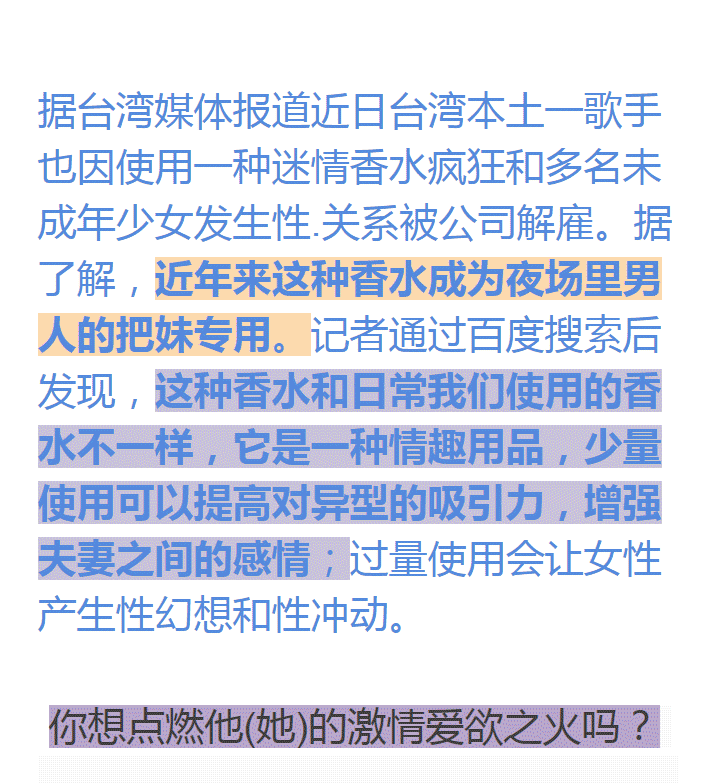 据台湾媒体报道近日台湾本土一歌手
也因使用一种迷情香水疯狂和多名未
成年少女发生性.关系被公司解雇。据
了解，近年来这种香水成为夜场里男
人的把妹专用。记者通过百度搜索后
发现，这种香水和日常我们使用的香
水不一样，它是一种情趣用品，少量
使用可以提高对异型的吸引力，增强
夫妻之间的感情；过量使用会让女性
产生性幻想和性冲动。
你想点燃他(她)的激情爱欲之火吗？